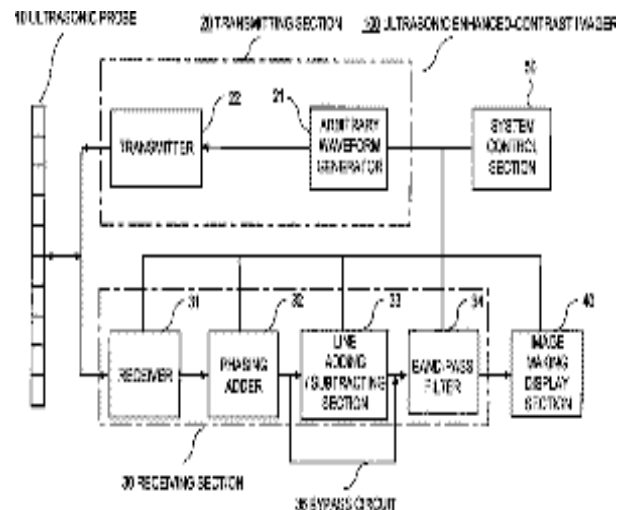 10 ULTRASONIC PROBE
20 TRANSMITTING SECTION
100 ULTRASONIC ENHANCED-CONTRAST IMAGER
22
21
50
TRANSMITTER
ARBITRARY
WAVEFORM
GENERATOR
SYSTEM
CONTROL
SECTION
31
32
33
34
40
RECEIVER
PHASING
ADDER
LINE
ADDING
/SUBTRACTING
SECTION
BAND-PASS
FILTER
IMAGE
MAKING
DISPLAY
SECTION
30 RECEIVING SECTION
35 BYPASS CIRCUIT